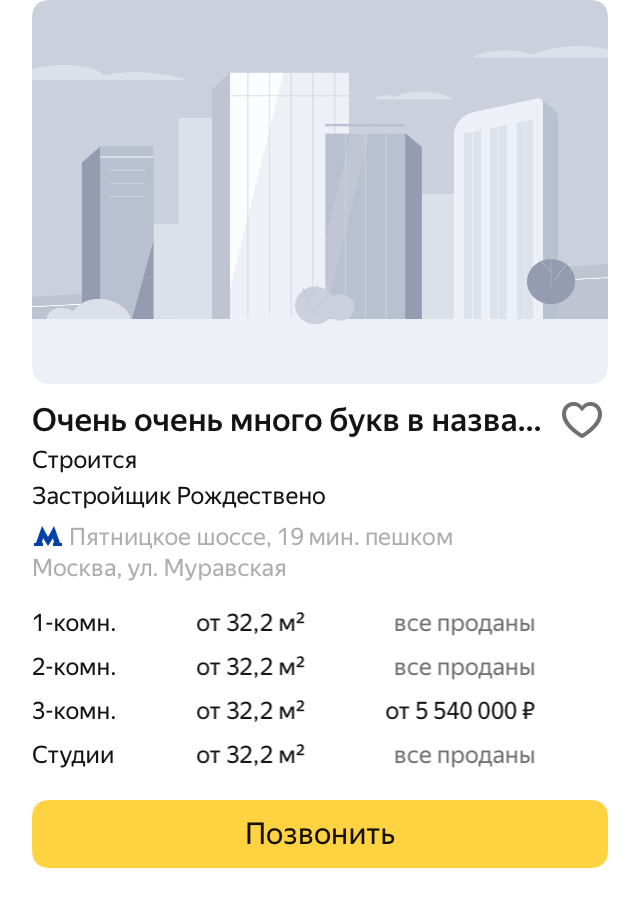 Очень очень много букв в назва...
Строится
Застройщик Рождествено
Пятницкое шоссе, 19 мин. пешком
Москва, ул. Муравская
1-комн. от 32,2 м² все проданы
2-комн. от 32,2 м² все проданы
3-комн. от 32,2 м² от 5 540 000 ₽
Студии от 32,2 м² все проданы
Позвонить